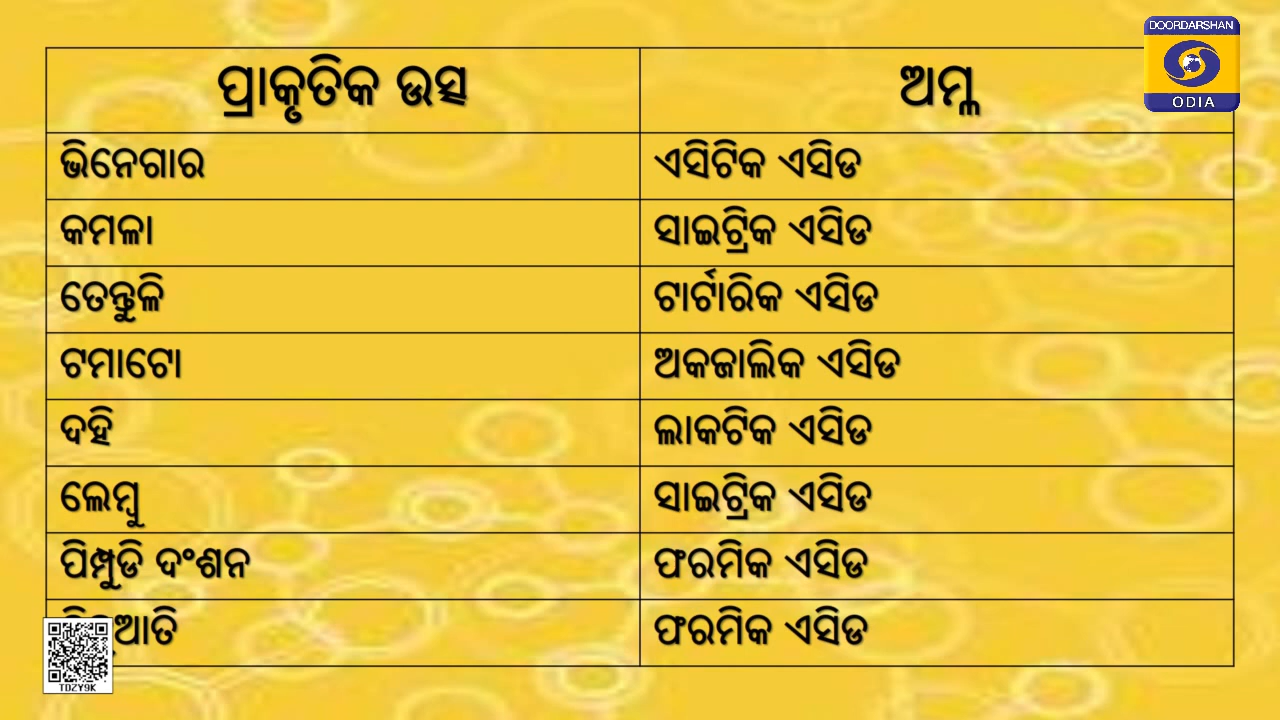 DOORDARSHAN
ODIA
ପ୍ରାକୃତିକ ଉତ୍ସ ଅମ୍ଳ
ଭିନେଗାର ଏସିଟିକ ଏସିଡ
କମଳା ସାଇଟ୍ରିକ ଏସିଡ
ତେନ୍ତୁଳି ଟାର୍ଟାରିକ ଏସିଡ
ଟମାଟୋ ଅକଜାଲିକ ଏସିଡ
ଦହି ଲାକଟିକ ଏସିଡ
ଲେମ୍ବୁ ସାଇଟ୍ରିକ ଏସିଡ
ପିମ୍ପୁଡି ଦଂଶନ ଫରମିକ ଏସିଡ
ଫରମିକ ଏସିଡ
TDZY9K